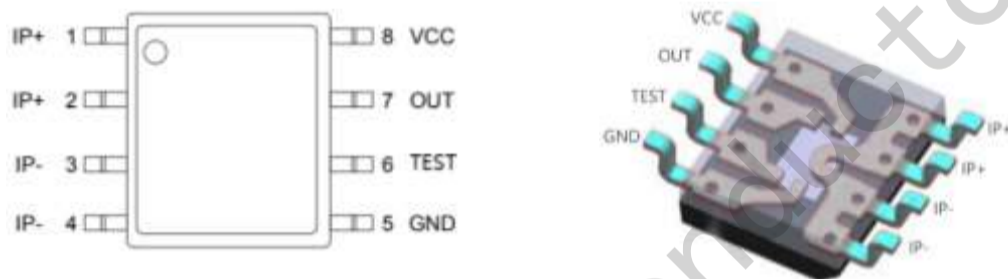 IP+ 1 8 VCC
IP+ 2 7 OUT
IP- 3 6 TEST
IP- 4 5 GND
VCC
OUT
TEST
GND
IP+
IP+
IP-
IP-